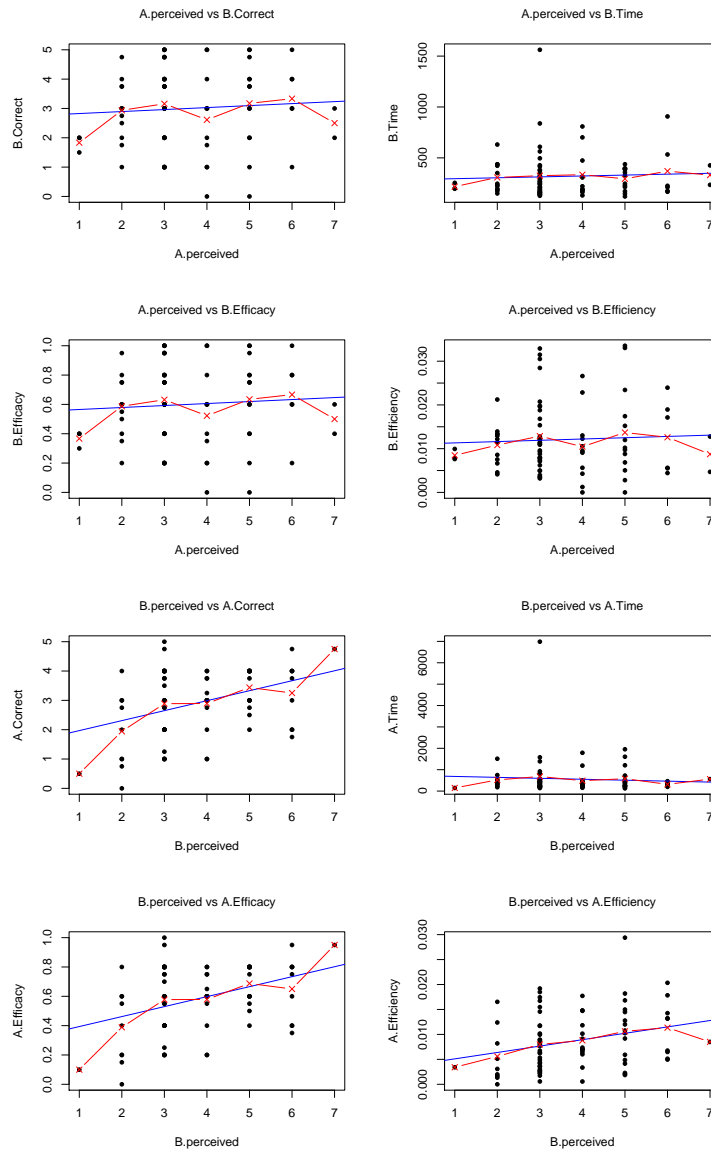 A.perceived vs B.Correct
B.Correct
0 1 2 3 4 5
1 2 3 4 5 6 7
A.perceived
A.perceived vs B.Time
B.Time
500 1000 1500
1 2 3 4 5 6 7
A.perceived
A.perceived vs B.Efficacy
B.Efficacy
0.0 0.2 0.4 0.6 0.8 1.0
1 2 3 4 5 6 7
A.perceived
A.perceived vs B.Efficiency
B.Efficiency
0.000 0.010 0.020 0.030
1 2 3 4 5 6 7
A.perceived
B.perceived vs A.Correct
A.Correct
0 1 2 3 4 5
1 2 3 4 5 6 7
B.perceived
B.perceived vs A.Time
A.Time
0 2000 4000 6000
1 2 3 4 5 6 7
B.perceived
B.perceived vs A.Efficacy
A.Efficacy
0.0 0.2 0.4 0.6 0.8 1.0
1 2 3 4 5 6 7
B.perceived
B.perceived vs A.Efficiency
A.Efficiency
0.000 0.010 0.020 0.030
1 2 3 4 5 6 7
B.perceived